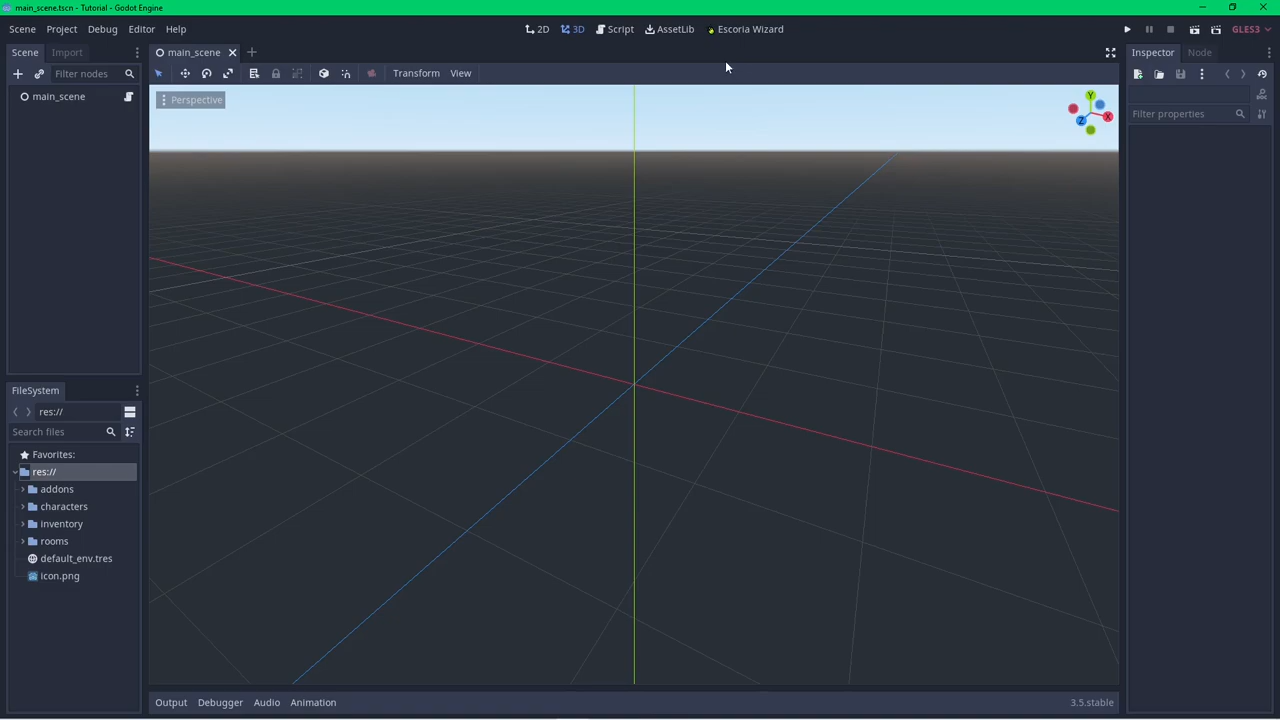 main_scene.tscn - Tutorial - Godot Engine
Scene Project Debug Editor Help 2D 3D Script AssetLib Escoria Wizard GLES3
Scene Import main_scene Inspector Node
Filter nodes Transform View
main_scene Perspective Y X Z
Filter properties
FileSystem
res://
Search files
Favorites:
res://
addons
characters
inventory
rooms
default_env.tres
icon.png
Output Debugger Audio Animation 3.5.stable